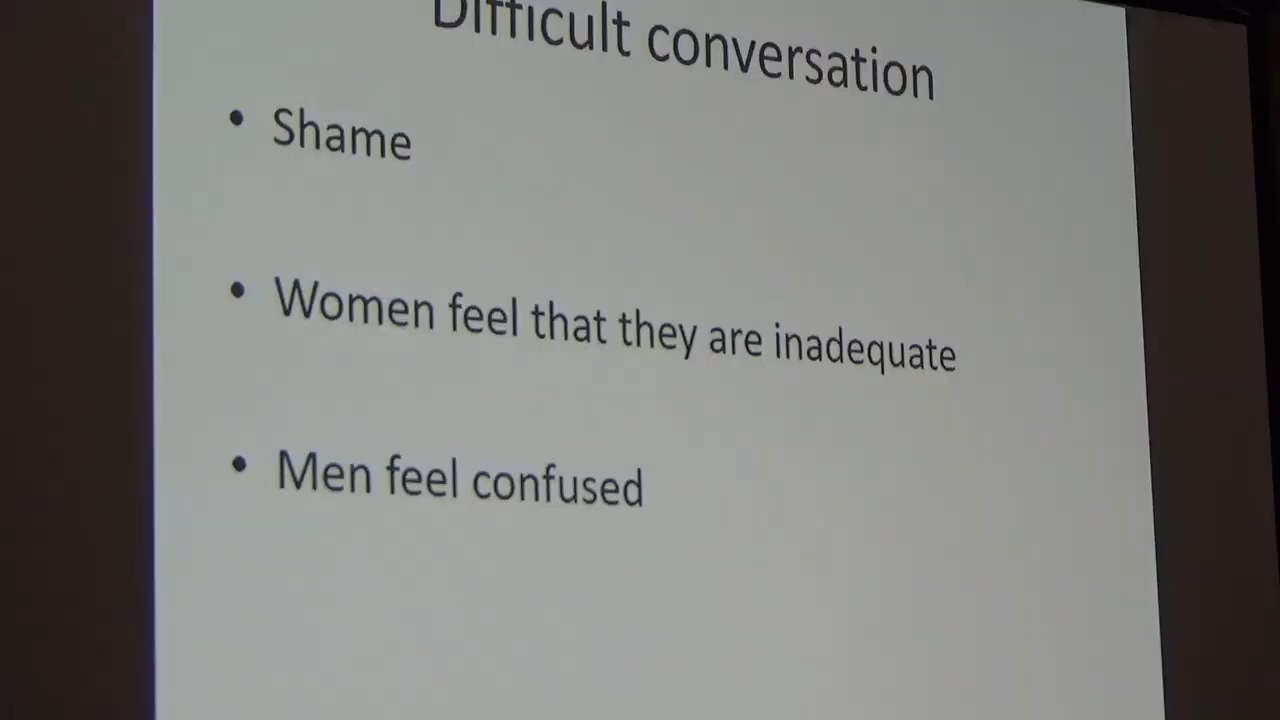 Difficult conversation
• Shame
• Women feel that they are inadequate
• Men feel confused